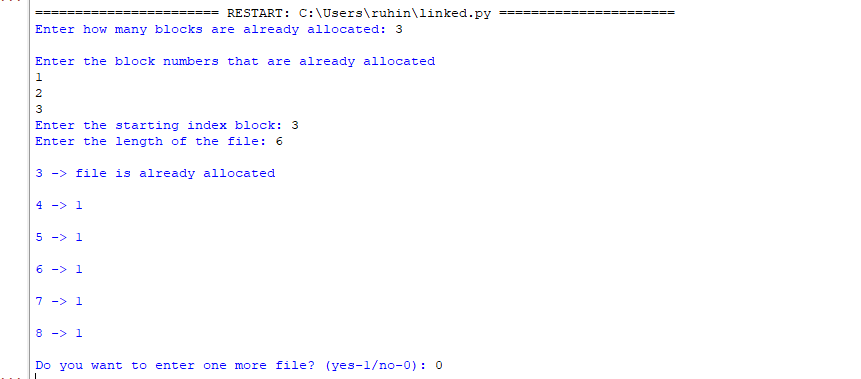 ======================= RESTART: C:\Users\ruhin\linked.py ======================
Enter how many blocks are already allocated: 3
Enter the block numbers that are already allocated
1
2
3
Enter the starting index block: 3
Enter the length of the file: 6
3 -> file is already allocated
4 -> 1
5 -> 1
6 -> 1
7 -> 1
8 -> 1
Do you want to enter one more file? (yes-1/no-0): 0